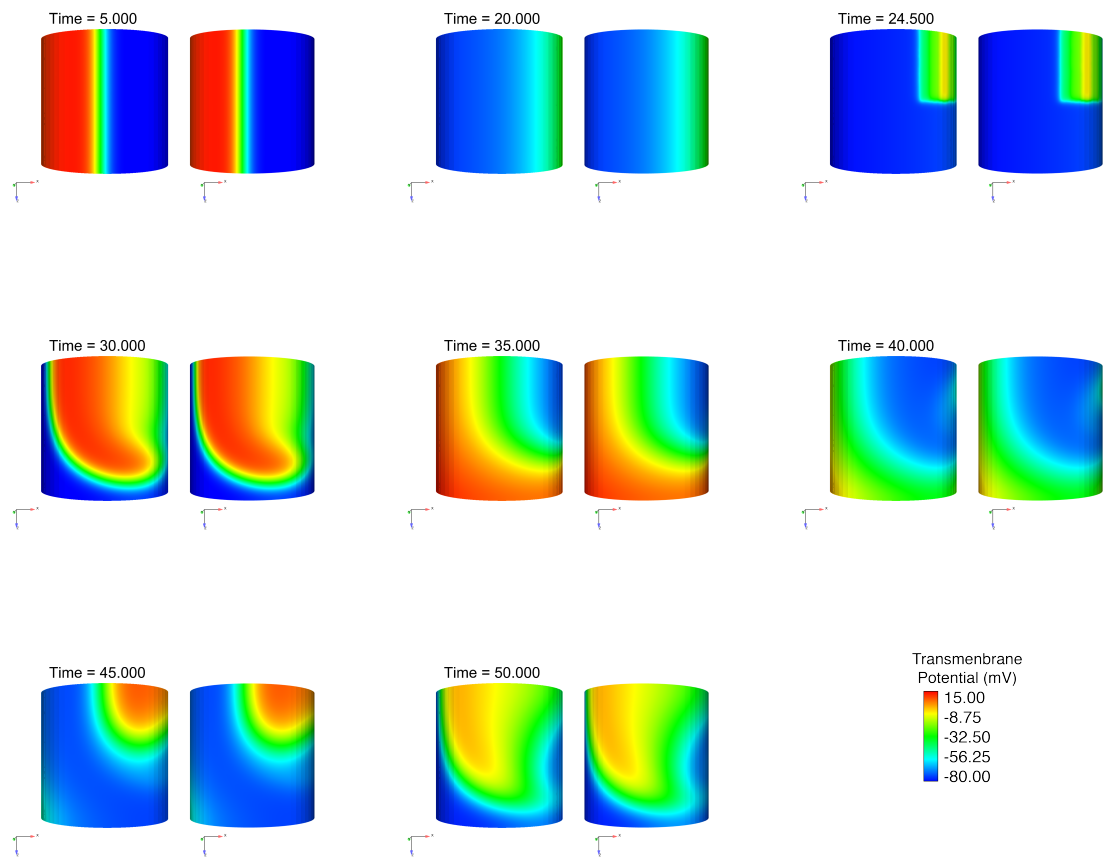 Time = 5.000
Time = 20.000
Time = 24.500
Time = 30.000
Time = 35.000
Time = 40.000
Time = 45.000
Time = 50.000
Transmenbrane
Potential (mV)
15.00
-8.75
-32.50
-56.25
-80.00